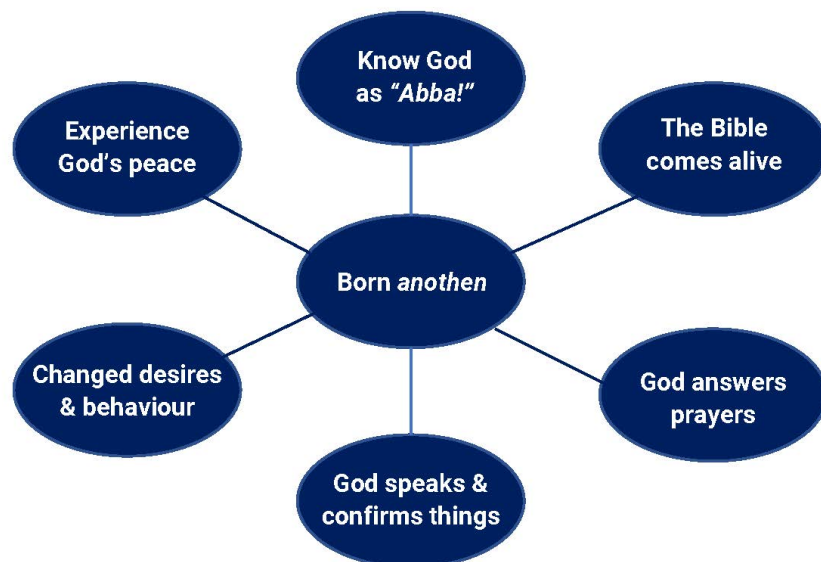 Know God
as "Abba!"
Experience
God's peace
The Bible
comes alive
Born anothen
Changed desires
& behaviour
God answers
prayers
God speaks &
confirms things